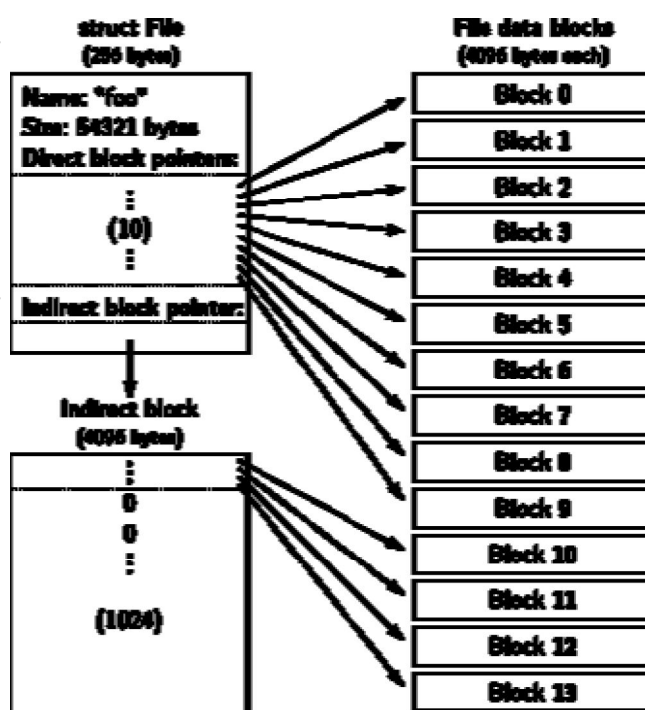 struct File
(256 bytes)
Name: "foo"
Size: 54321 bytes
Direct block pointers:
⋮
(10)
⋮
Indirect block pointer:
Indirect block
(4096 bytes)
⋮
0
0
⋮
(1024)
File data blocks
(4096 bytes each)
Block 0
Block 1
Block 2
Block 3
Block 4
Block 5
Block 6
Block 7
Block 8
Block 9
Block 10
Block 11
Block 12
Block 13